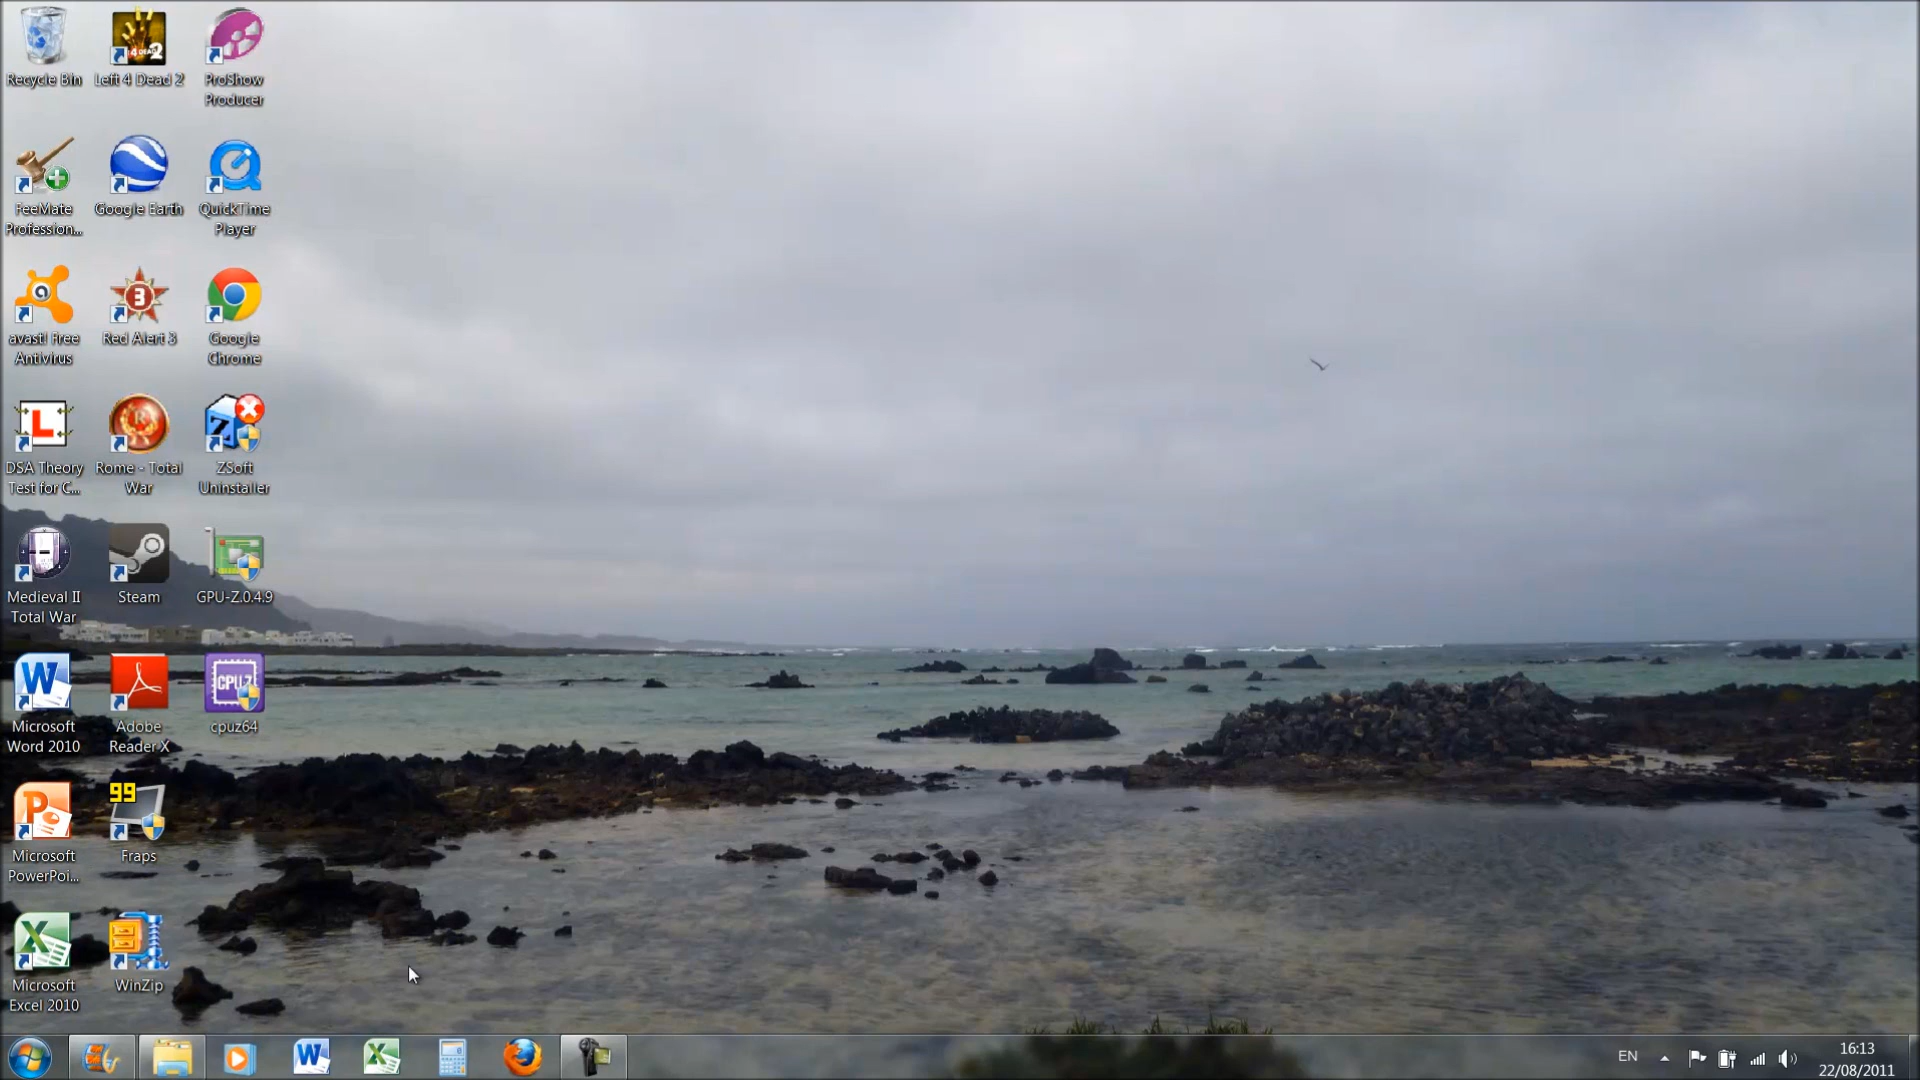 Recycle Bin
Left 4 Dead 2
ProShow
Producer
FeeMate
Profession...
Google Earth
QuickTime
Player
avast! Free
Antivirus
3
Red Alert 3
Google
Chrome
L
DSA Theory
Test for C...
R
Rome - Total
War
Z
ZSoft
Uninstaller
Medieval II
Total War
Steam
GPU-Z.0.4.9
W
Microsoft
Word 2010
Adobe
Reader X
CPU-Z
cpuz64
P
Microsoft
PowerPoi...
99
Fraps
X
Microsoft
Excel 2010
WinZip
W
X
EN
16:13
22/08/2011